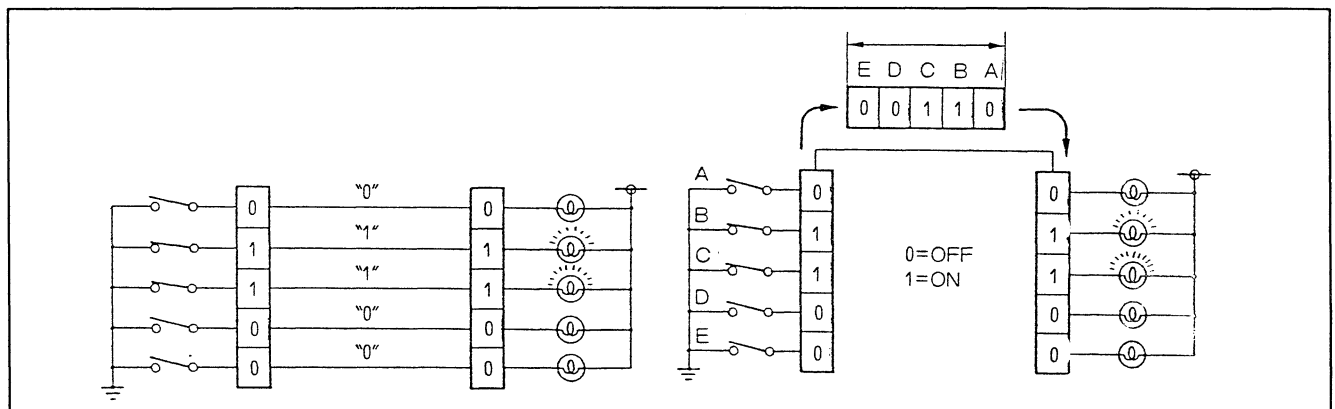 E D C B A
0 0 1 1 0
0 "0" 0
1 "1" 1
1 "1" 1
0 "0" 0
0 "0" 0
A 0 0
B 1 1
C 1 1
0=OFF
1=ON
D 0 0
E 0 0